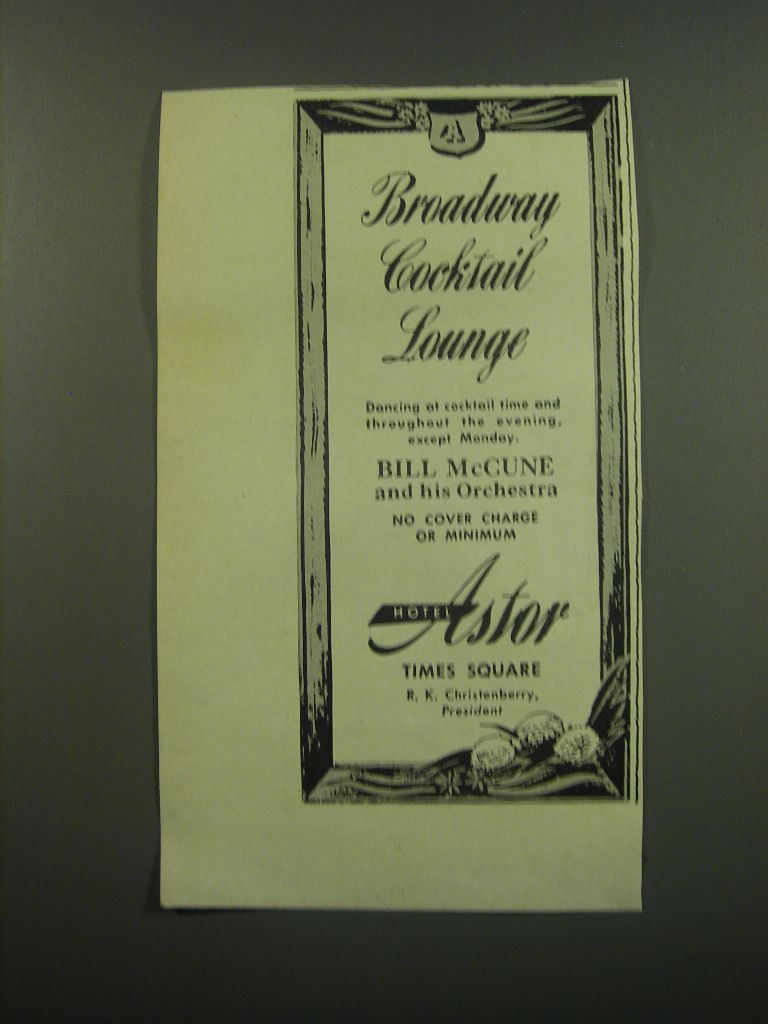 A
Broadway
Cocktail
Lounge
Dancing at cocktail time and
throughout the evening,
except Monday.
BILL McCUNE
and his Orchestra
NO COVER CHARGE
OR MINIMUM
HOTEL Astor
TIMES SQUARE
R. K. Christenberry,
President